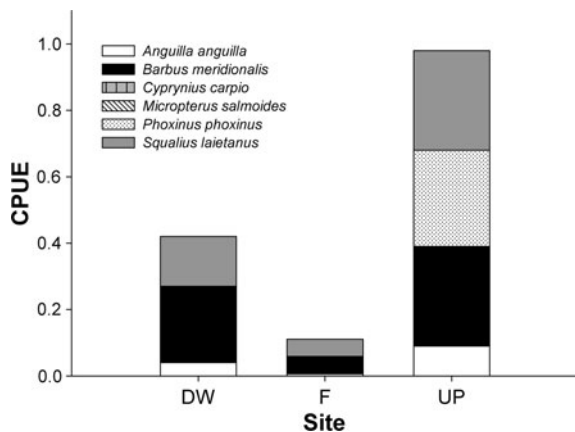 1.0
0.8
0.6
0.4
0.2
0.0
CPUE
Anguilla anguilla
Barbus meridionalis
Cyprynius carpio
Micropterus salmoides
Phoxinus phoxinus
Squalius laietanus
DW F UP
Site